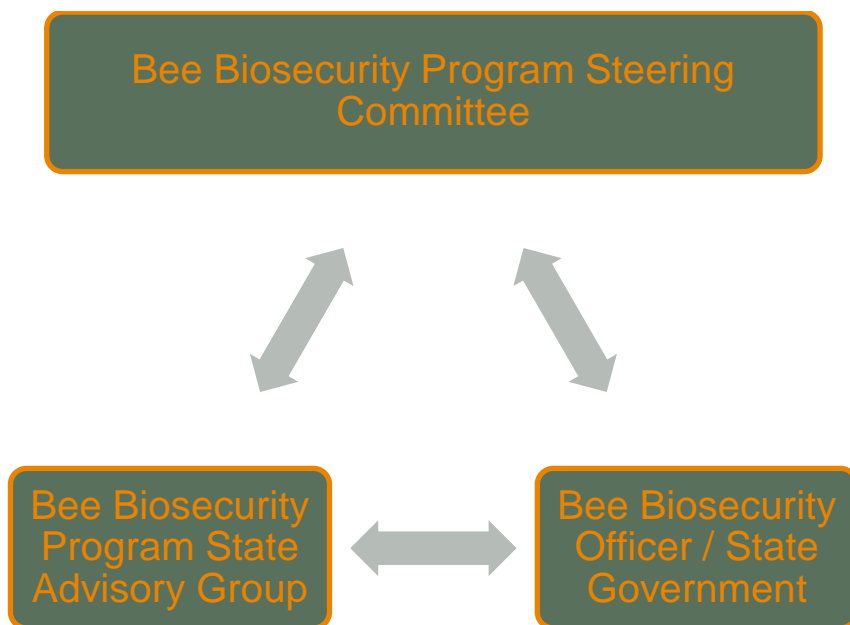 Bee Biosecurity Program Steering
Committee
Bee Biosecurity
Program State
Advisory Group
Bee Biosecurity
Officer / State
Government